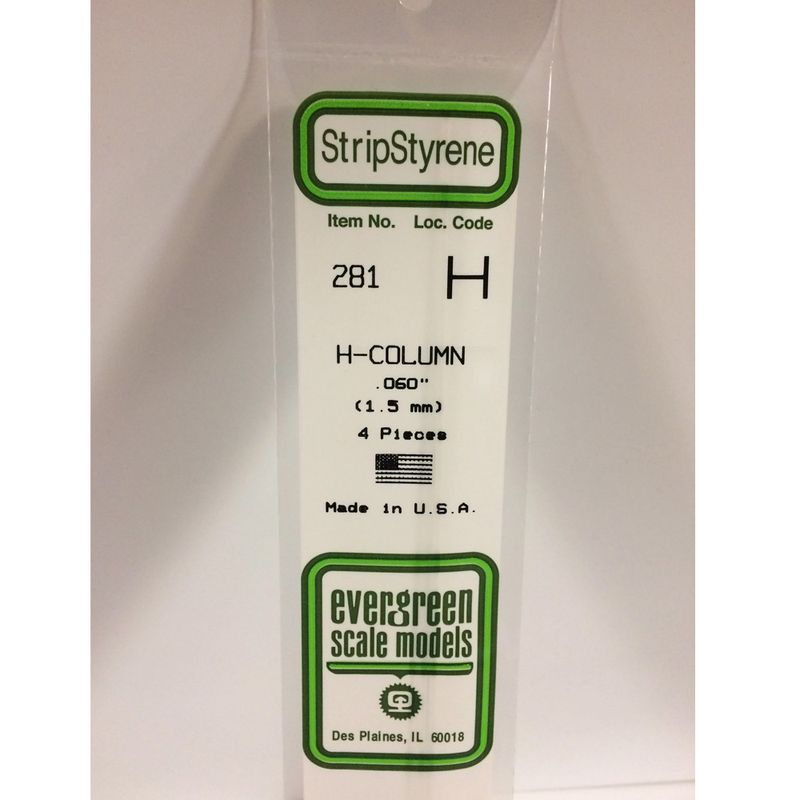 StripStyrene
Item No. Loc. Code
281 H
H-COLUMN
.060"
(1.5 mm)
4 Pieces
Made in U.S.A.
evergreen
scale models
Des Plaines, IL 60018